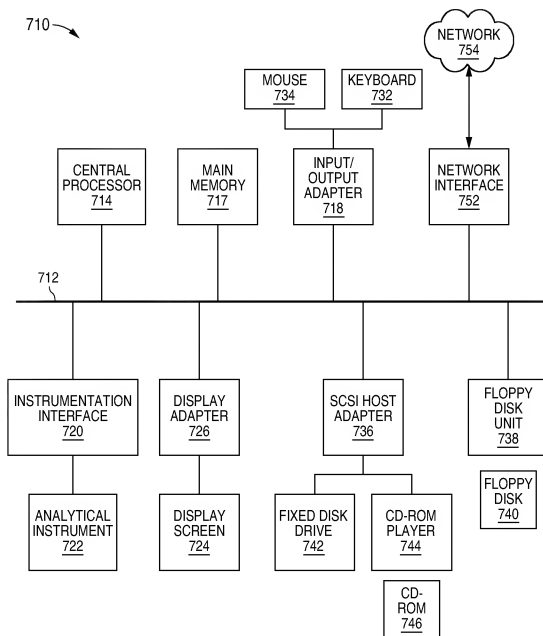 710
NETWORK
754
MOUSE
734
KEYBOARD
732
CENTRAL
PROCESSOR
714
MAIN
MEMORY
717
INPUT/
OUTPUT
ADAPTER
718
NETWORK
INTERFACE
752
712
INSTRUMENTATION
INTERFACE
720
DISPLAY
ADAPTER
726
SCSI HOST
ADAPTER
736
FLOPPY
DISK
UNIT
738
FLOPPY
DISK
740
ANALYTICAL
INSTRUMENT
722
DISPLAY
SCREEN
724
FIXED DISK
DRIVE
742
CD-ROM
PLAYER
744
CD-
ROM
746